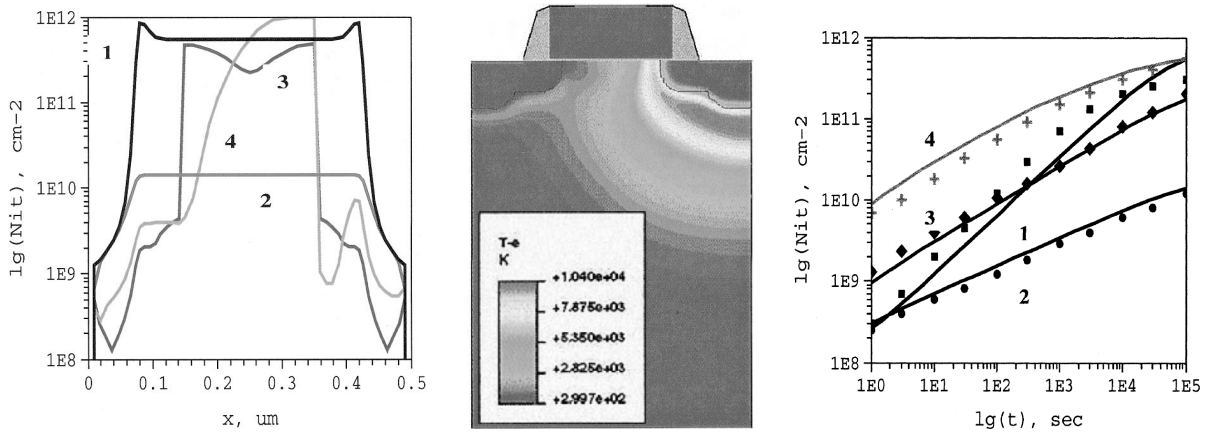 1E12
1E11
1E10
1E9
1E8
lg(Nit), cm-2
1
3
4
2
0
0.1
0.2
0.3
0.4
0.5
x, um
T-e
K
+1.040e+04
+7.875e+03
+5.350e+03
+2.825e+03
+2.997e+02
1E12
1E11
1E10
1E9
1E8
lg(Nit), cm-2
4
3
1
2
1E0
1E1
1E2
1E3
1E4
1E5
lg(t), sec